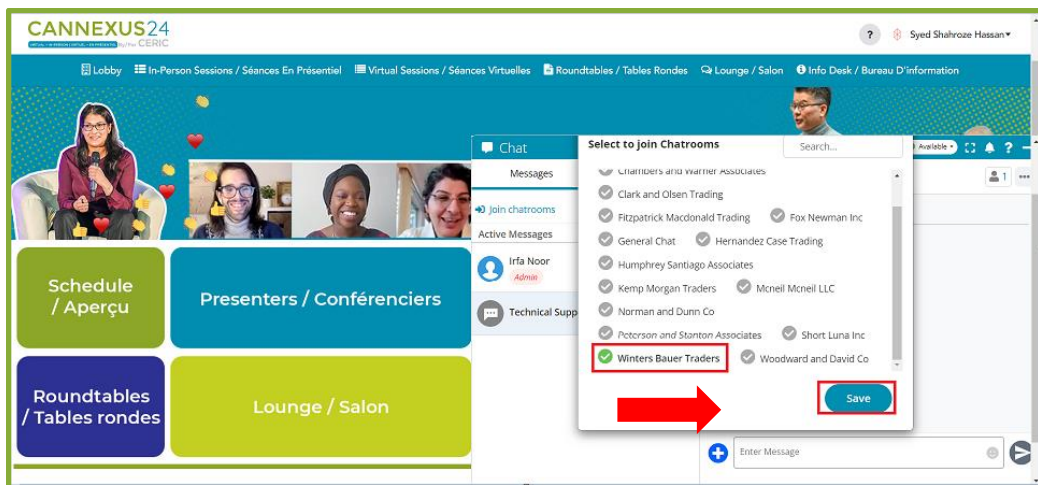 CANNEXUS24
By/Par CERIC
?
Syed Shahroze Hassan
Lobby
In-Person Sessions / Séances En Présentiel
Virtual Sessions / Séances Virtuelles
Roundtables / Tables Rondes
Lounge / Salon
Info Desk / Bureau D'information
Schedule
/ Aperçu
Presenters / Conférenciers
Roundtables
/ Tables rondes
Lounge / Salon
Chat
Messages
Join chatrooms
Active Messages
Irfa Noor
Admin
Technical Supp
Select to join Chatrooms
Search...
Chambers and Warner Associates
Clark and Olsen Trading
Fitzpatrick Macdonald Trading
Fox Newman Inc
General Chat
Hernandez Case Trading
Humphrey Santiago Associates
Kemp Morgan Traders
Mcneil Mcneil LLC
Norman and Dunn Co
Peterson and Stanton Associates
Short Luna Inc
Winters Bauer Traders
Woodward and David Co
Save
Available
?
1
Enter Message